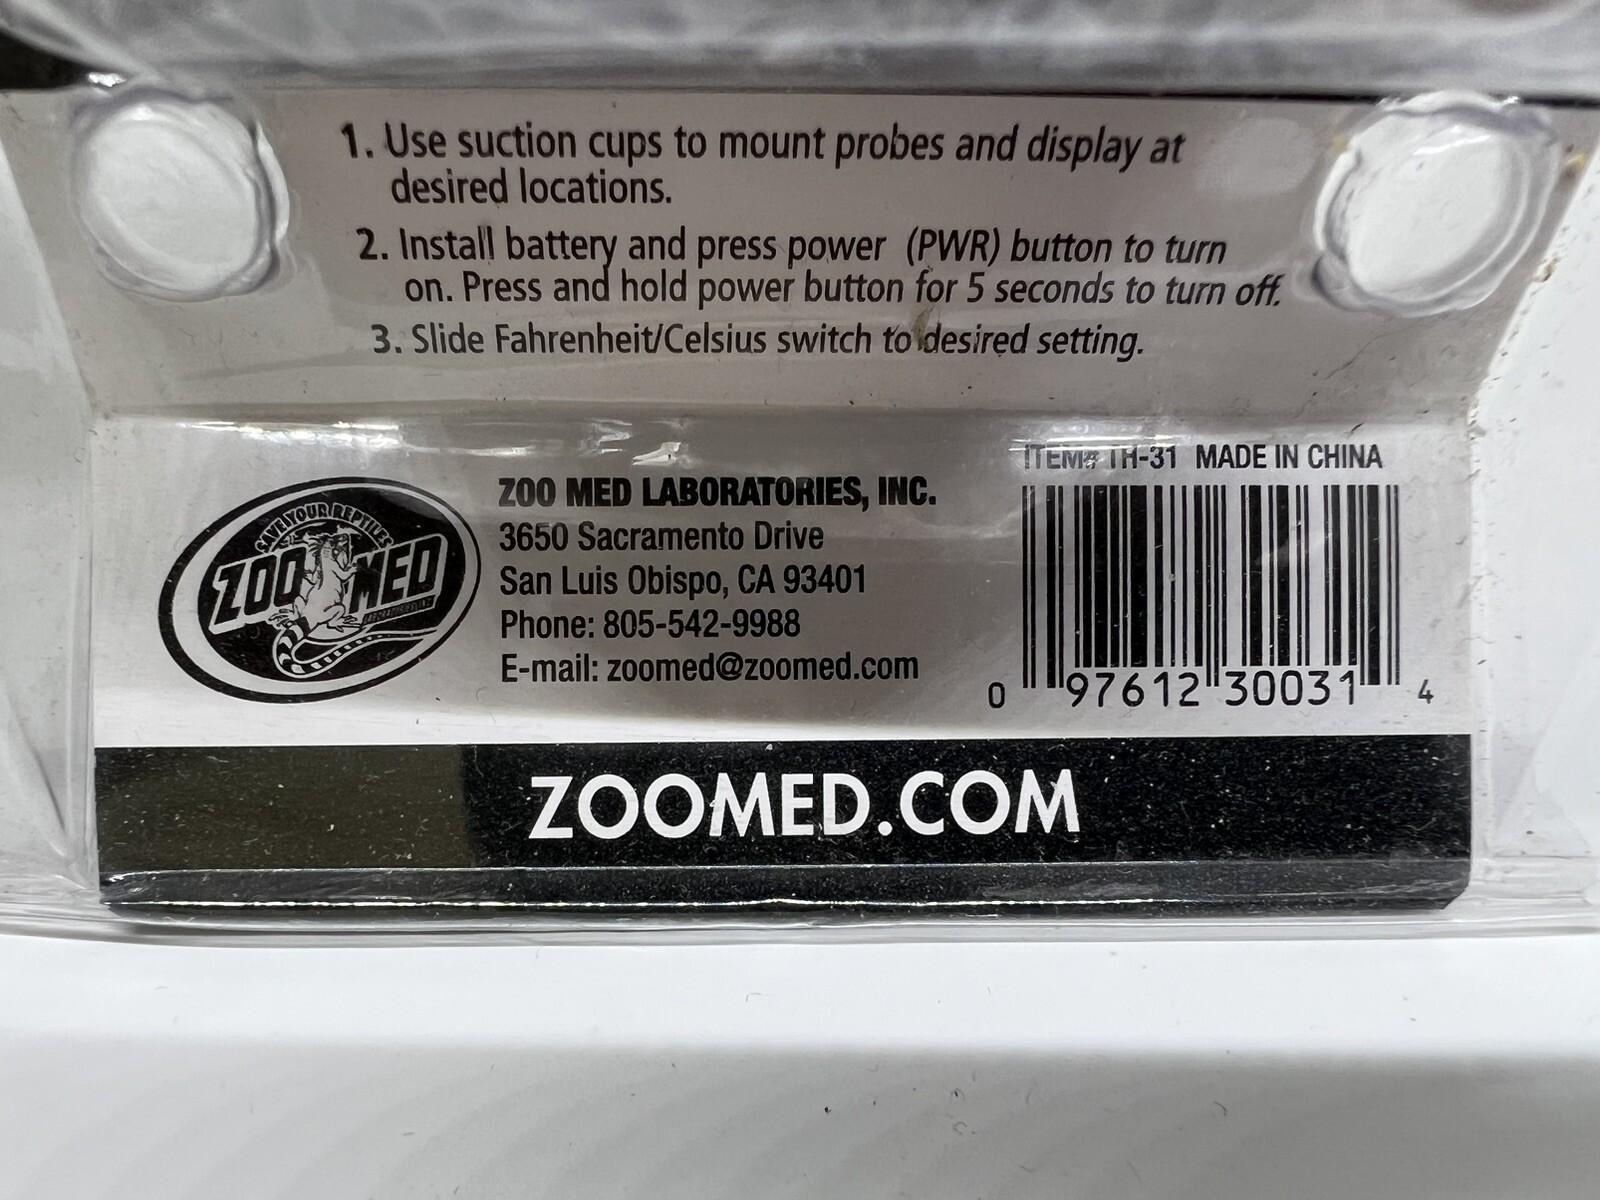 1. Use suction cups to mount probes and display at
desired locations.
2. Install battery and press power (PWR) button to turn
on. Press and hold power button for 5 seconds to turn off.
3. Slide Fahrenheit/Celsius switch to desired setting.
SAVE YOUR REPTILES
ZOO MED
ZOO MED LABORATORIES, INC.
3650 Sacramento Drive
San Luis Obispo, CA 93401
Phone: 805-542-9988
E-mail: zoomed@zoomed.com
ITEM# TH-31 MADE IN CHINA
0 97612 30031 4
ZOOMED.COM